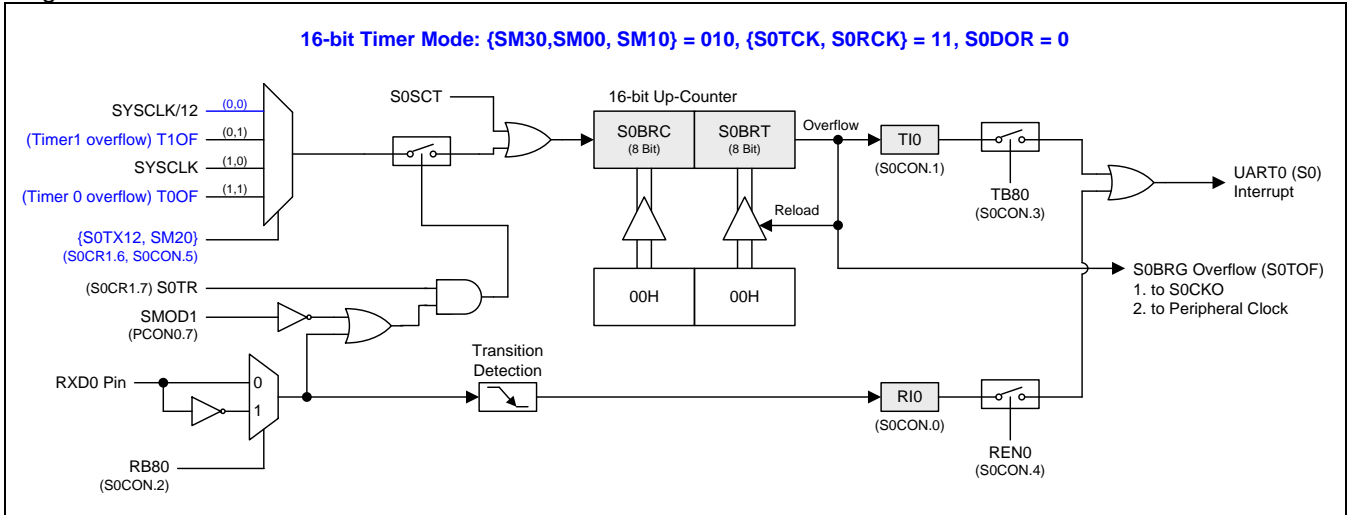 16-bit Timer Mode: {SM30,SM00, SM10} = 010, {S0TCK, S0RCK} = 11, S0DOR = 0
SYSCLK/12 (0,0)
(Timer1 overflow) T1OF (0,1)
SYSCLK (1,0)
(Timer 0 overflow) T0OF (1,1)
{S0TX12, SM20}
(S0CR1.6, S0CON.5)
(S0CR1.7) S0TR
SMOD1
(PCON0.7)
RXD0 Pin
0
1
RB80
(S0CON.2)
S0SCT
16-bit Up-Counter
S0BRC
(8 Bit)
S0BRT
(8 Bit)
Overflow
Reload
00H
00H
TI0
(S0CON.1)
TB80
(S0CON.3)
UART0 (S0)
Interrupt
S0BRG Overflow (S0TOF)
1. to S0CKO
2. to Peripheral Clock
Transition
Detection
RI0
(S0CON.0)
REN0
(S0CON.4)